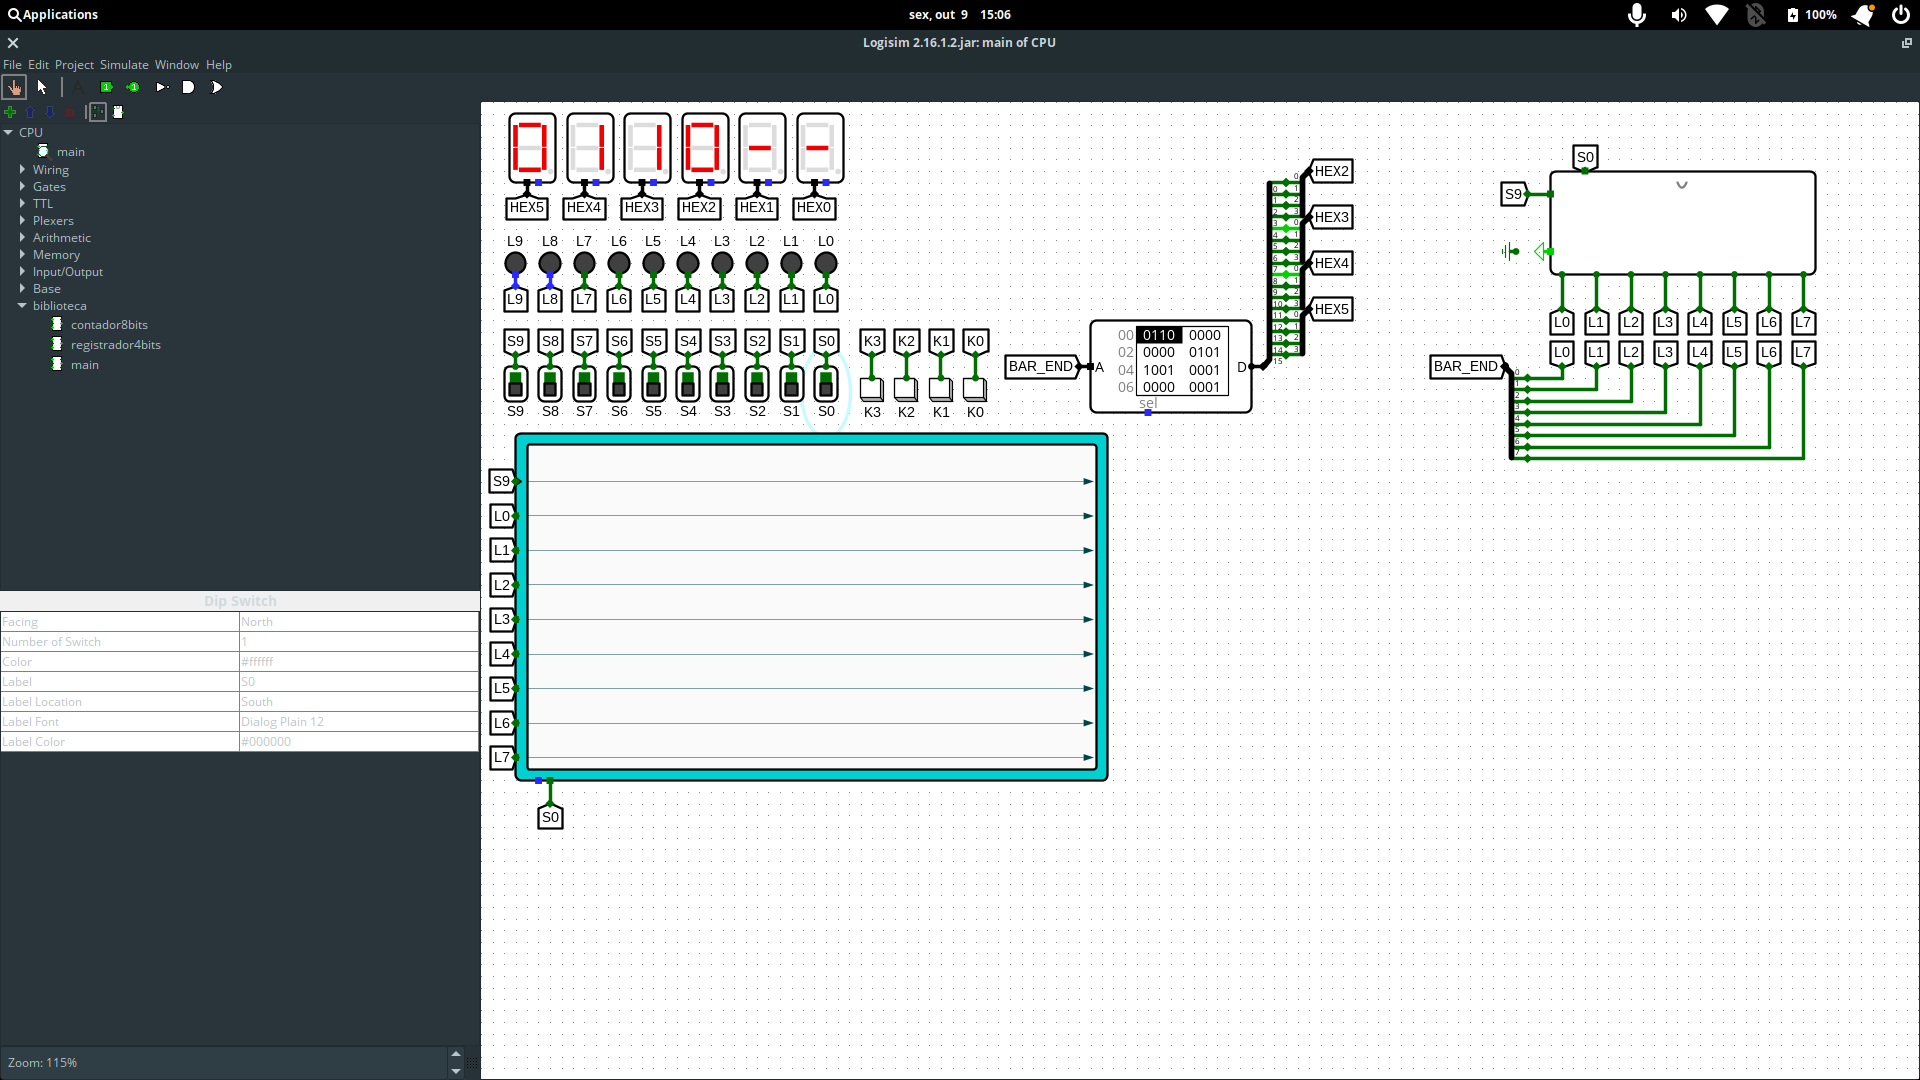 Applications
sex, out 9 15:06
100%
Logisim 2.16.1.2.jar: main of CPU
File Edit Project Simulate Window Help
CPU
main
Wiring
Gates
TTL
Plexers
Arithmetic
Memory
Input/Output
Base
biblioteca
contador8bits
registrador4bits
main
Dip Switch
Facing North
Number of Switch 1
Color #ffffff
Label S0
Label Location South
Label Font Dialog Plain 12
Label Color #000000
Zoom: 115%
0 1 1 0 - -
HEX5 HEX4 HEX3 HEX2 HEX1 HEX0
L9 L8 L7 L6 L5 L4 L3 L2 L1 L0
L9 L8 L7 L6 L5 L4 L3 L2 L1 L0
S9 S8 S7 S6 S5 S4 S3 S2 S1 S0 K3 K2 K1 K0
S9 S8 S7 S6 S5 S4 S3 S2 S1 S0 K3 K2 K1 K0
S9
L0
L1
L2
L3
L4
L5
L6
L7
S0
BAR_END
A
00 0110 0000
02 0000 0101
04 1001 0001
06 0000 0001
sel
D
HEX2
HEX3
HEX4
HEX5
S0
S9
L0 L1 L2 L3 L4 L5 L6 L7
L0 L1 L2 L3 L4 L5 L6 L7
BAR_END